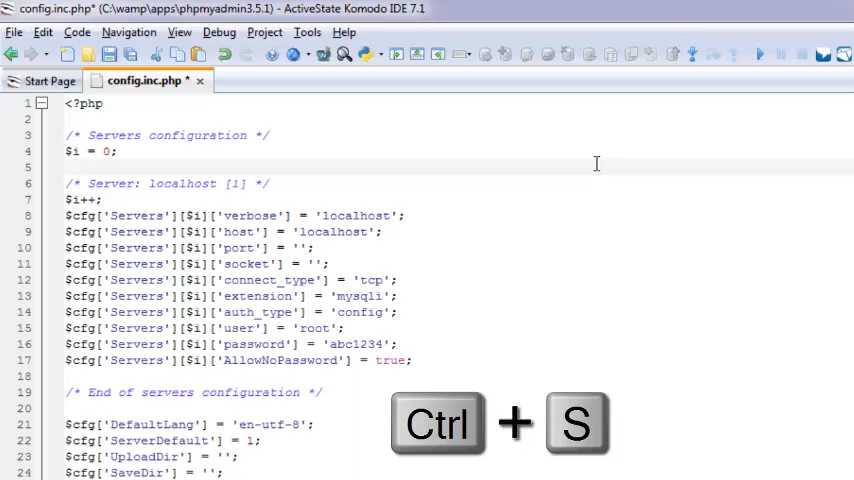 config.inc.php* (C:\wamp\apps\phpmyadmin3.5.1) - ActiveState Komodo IDE 7.1
File Edit Code Navigation View Debug Project Tools Help
Start Page config.inc.php *
1 <?php
2
3 /* Servers configuration */
4 $i = 0;
5
6 /* Server: localhost [1] */
7 $i++;
8 $cfg['Servers'][$i]['verbose'] = 'localhost';
9 $cfg['Servers'][$i]['host'] = 'localhost';
10 $cfg['Servers'][$i]['port'] = '';
11 $cfg['Servers'][$i]['socket'] = '';
12 $cfg['Servers'][$i]['connect_type'] = 'tcp';
13 $cfg['Servers'][$i]['extension'] = 'mysqli';
14 $cfg['Servers'][$i]['auth_type'] = 'config';
15 $cfg['Servers'][$i]['user'] = 'root';
16 $cfg['Servers'][$i]['password'] = 'abc1234';
17 $cfg['Servers'][$i]['AllowNoPassword'] = true;
18
19 /* End of servers configuration */
20
21 $cfg['DefaultLang'] = 'en-utf-8';
22 $cfg['ServerDefault'] = 1;
23 $cfg['UploadDir'] = '';
24 $cfg['SaveDir'] = '';
Ctrl + S